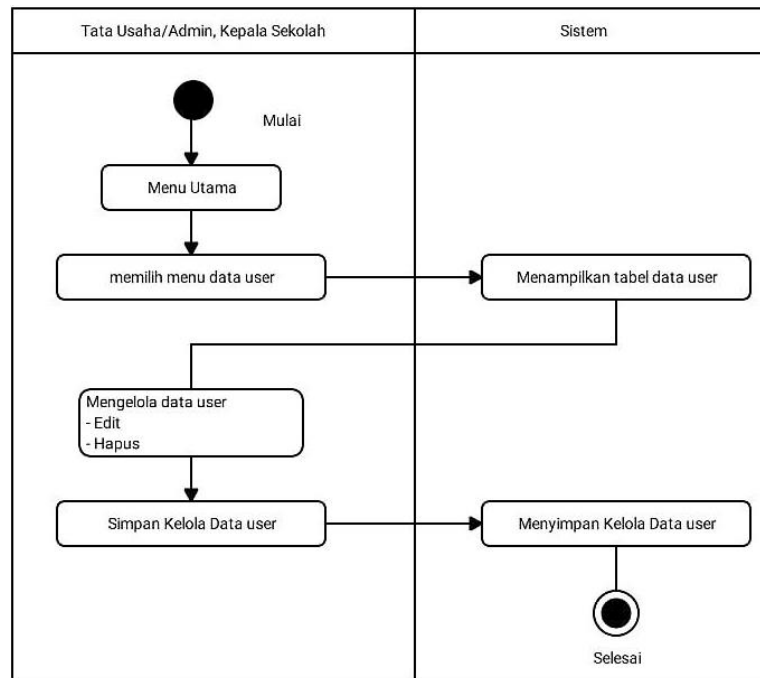 Tata Usaha/Admin, Kepala Sekolah
Sistem
Mulai
Menu Utama
memilih menu data user
Menampilkan tabel data user
Mengelola data user
- Edit
- Hapus
Simpan Kelola Data user
Menyimpan Kelola Data user
Selesai